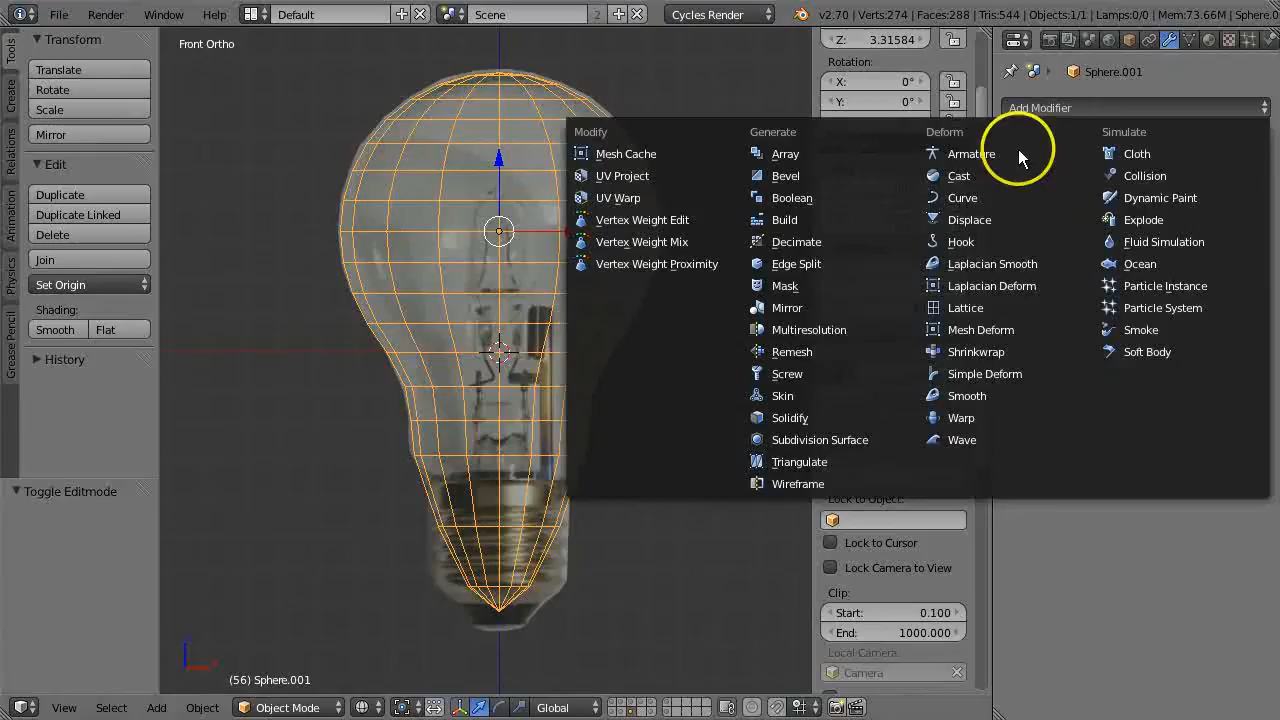 File Render Window Help Default Scene 2 Cycles Render v2.70 | Verts:274 | Faces:288 | Tris:544 | Objects:1/1 | Lamps:0/0 | Mem:73.66M | Sphere.0
Tools
Create
Relations
Animation
Physics
Grease Pencil
Transform
Translate
Rotate
Scale
Mirror
Edit
Duplicate
Duplicate Linked
Delete
Join
Set Origin
Shading:
Smooth Flat
History
Toggle Editmode
Front Ortho
(56) Sphere.001
Modify
Mesh Cache
UV Project
UV Warp
Vertex Weight Edit
Vertex Weight Mix
Vertex Weight Proximity
Generate
Array
Bevel
Boolean
Build
Decimate
Edge Split
Mask
Mirror
Multiresolution
Remesh
Screw
Skin
Solidify
Subdivision Surface
Triangulate
Wireframe
Deform
Armature
Cast
Curve
Displace
Hook
Laplacian Smooth
Laplacian Deform
Lattice
Mesh Deform
Shrinkwrap
Simple Deform
Smooth
Warp
Wave
Simulate
Cloth
Collision
Dynamic Paint
Explode
Fluid Simulation
Ocean
Particle Instance
Particle System
Smoke
Soft Body
Z: 3.31584
Rotation:
X: 0°
Y: 0°
Lock to Object:
Lock to Cursor
Lock Camera to View
Clip:
Start: 0.100
End: 1000.000
Local Camera:
Camera
Sphere.001
Add Modifier
View Select Add Object Object Mode Global